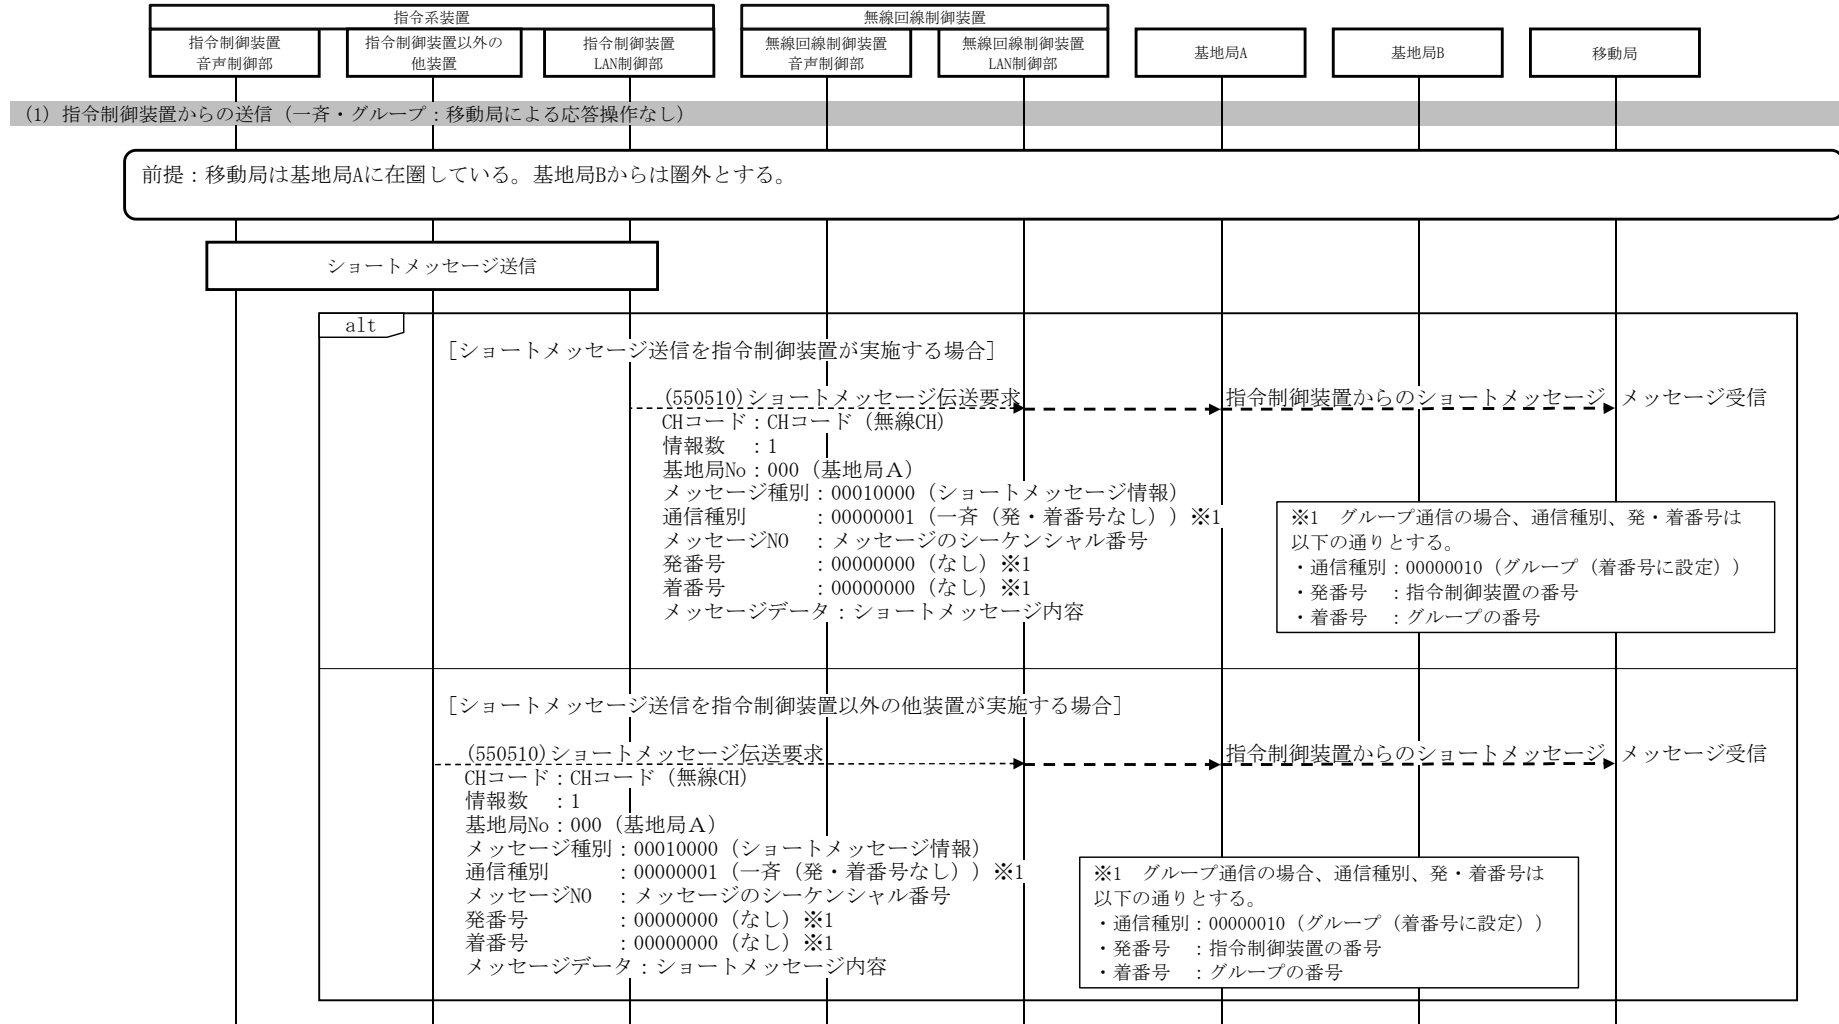 指令系装置
無線回線制御装置
指令制御装置
音声制御部
指令制御装置以外の
他装置
指令制御装置
LAN制御部
無線回線制御装置
音声制御部
無線回線制御装置
LAN制御部
基地局A
基地局B
移動局
(1) 指令制御装置からの送信（一斉・グループ：移動局による応答操作なし）
前提：移動局は基地局Aに在圏している。基地局Bからは圏外とする。
ショートメッセージ送信
alt
［ショートメッセージ送信を指令制御装置が実施する場合］
(550510)ショートメッセージ伝送要求
指令制御装置からのショートメッセージ
メッセージ受信
CHコード：CHコード（無線CH）
情報数　：1
基地局No：000（基地局Ａ）
メッセージ種別：00010000（ショートメッセージ情報）
通信種別　　　：00000001（一斉（発・着番号なし））※1
メッセージNO　：メッセージのシーケンシャル番号
発番号　　　　：00000000（なし）※1
着番号　　　　：00000000（なし）※1
メッセージデータ：ショートメッセージ内容
※1　グループ通信の場合、通信種別、発・着番号は
以下の通りとする。
・通信種別：00000010（グループ（着番号に設定））
・発番号　：指令制御装置の番号
・着番号　：グループの番号
［ショートメッセージ送信を指令制御装置以外の他装置が実施する場合］
(550510)ショートメッセージ伝送要求
指令制御装置からのショートメッセージ
メッセージ受信
CHコード：CHコード（無線CH）
情報数　：1
基地局No：000（基地局Ａ）
メッセージ種別：00010000（ショートメッセージ情報）
通信種別　　　：00000001（一斉（発・着番号なし））※1
メッセージNO　：メッセージのシーケンシャル番号
発番号　　　　：00000000（なし）※1
着番号　　　　：00000000（なし）※1
メッセージデータ：ショートメッセージ内容
※1　グループ通信の場合、通信種別、発・着番号は
以下の通りとする。
・通信種別：00000010（グループ（着番号に設定））
・発番号　：指令制御装置の番号
・着番号　：グループの番号